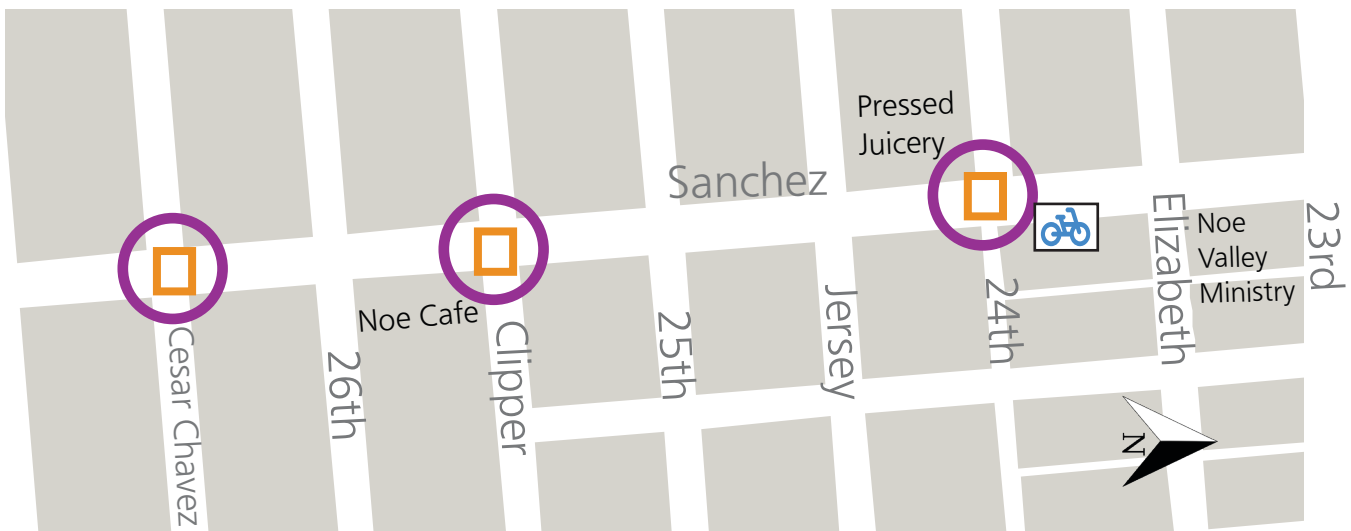 Pressed
Juicery
Sanchez
Elizabeth
Noe
Valley
Ministry
23rd
Noe Cafe
Cesar Chavez
26th
Clipper
25th
Jersey
24th
N